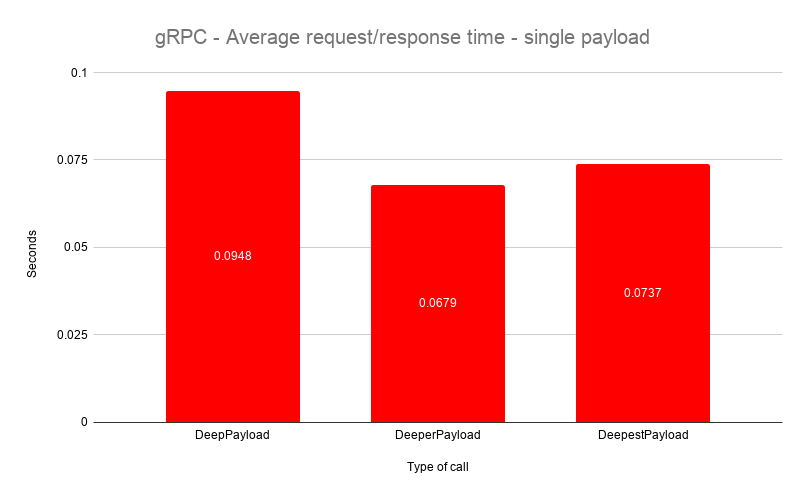 gRPC - Average request/response time - single payload
0.1
0.075
0.05
0.025
0
Seconds
0.0948
0.0679
0.0737
DeepPayload
DeeperPayload
DeepestPayload
Type of call